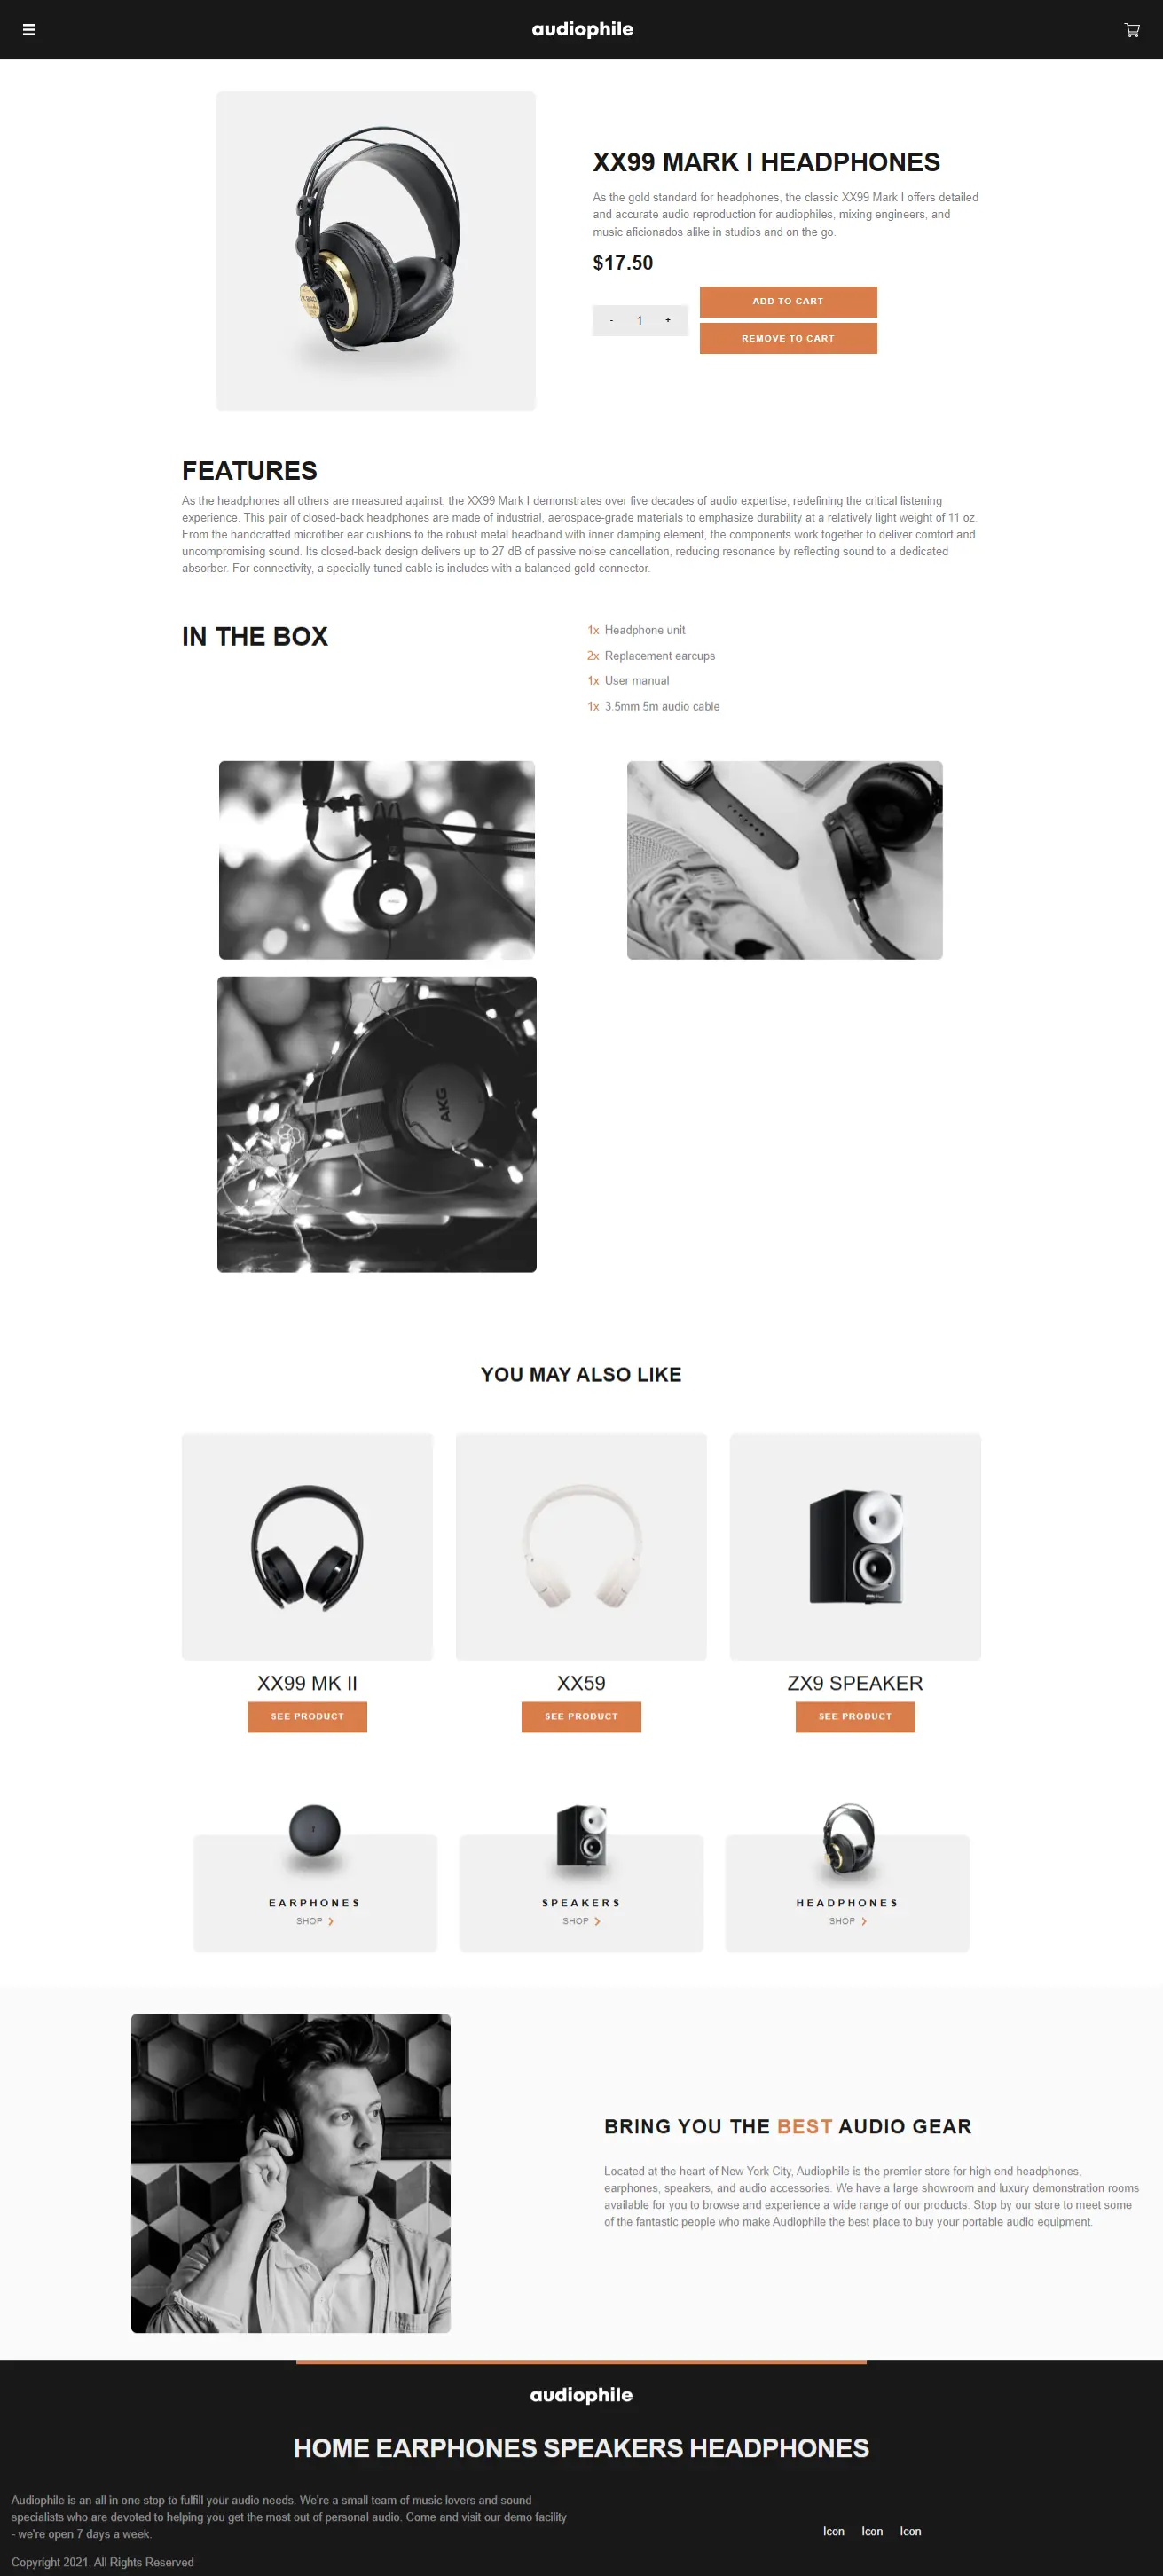 audiophile
XX99 MARK I HEADPHONES
As the gold standard for headphones, the classic XX99 Mark I offers detailed
and accurate audio reproduction for audiophiles, mixing engineers, and
music aficionados alike in studios and on the go.
$17.50
- 1 +
ADD TO CART
REMOVE TO CART
FEATURES
As the headphones all others are measured against, the XX99 Mark I demonstrates over five decades of audio expertise, redefining the critical listening
experience. This pair of closed-back headphones are made of industrial, aerospace-grade materials to emphasize durability at a relatively light weight of 11 oz.
From the handcrafted microfiber ear cushions to the robust metal headband with inner damping element, the components work together to deliver comfort and
uncompromising sound. Its closed-back design delivers up to 27 dB of passive noise cancellation, reducing resonance by reflecting sound to a dedicated
absorber. For connectivity, a specially tuned cable is includes with a balanced gold connector.
IN THE BOX
1x Headphone unit
2x Replacement earcups
1x User manual
1x 3.5mm 5m audio cable
AKG
AKG
YOU MAY ALSO LIKE
XX99 MK II
SEE PRODUCT
XX59
SEE PRODUCT
ZX9 SPEAKER
SEE PRODUCT
EARPHONES
SHOP
SPEAKERS
SHOP
HEADPHONES
SHOP
BRING YOU THE BEST AUDIO GEAR
Located at the heart of New York City, Audiophile is the premier store for high end headphones,
earphones, speakers, and audio accessories. We have a large showroom and luxury demonstration rooms
available for you to browse and experience a wide range of our products. Stop by our store to meet some
of the fantastic people who make Audiophile the best place to buy your portable audio equipment.
audiophile
HOME EARPHONES SPEAKERS HEADPHONES
Audiophile is an all in one stop to fulfill your audio needs. We're a small team of music lovers and sound
specialists who are devoted to helping you get the most out of personal audio. Come and visit our demo facility
- we're open 7 days a week.
Icon Icon Icon
Copyright 2021. All Rights Reserved